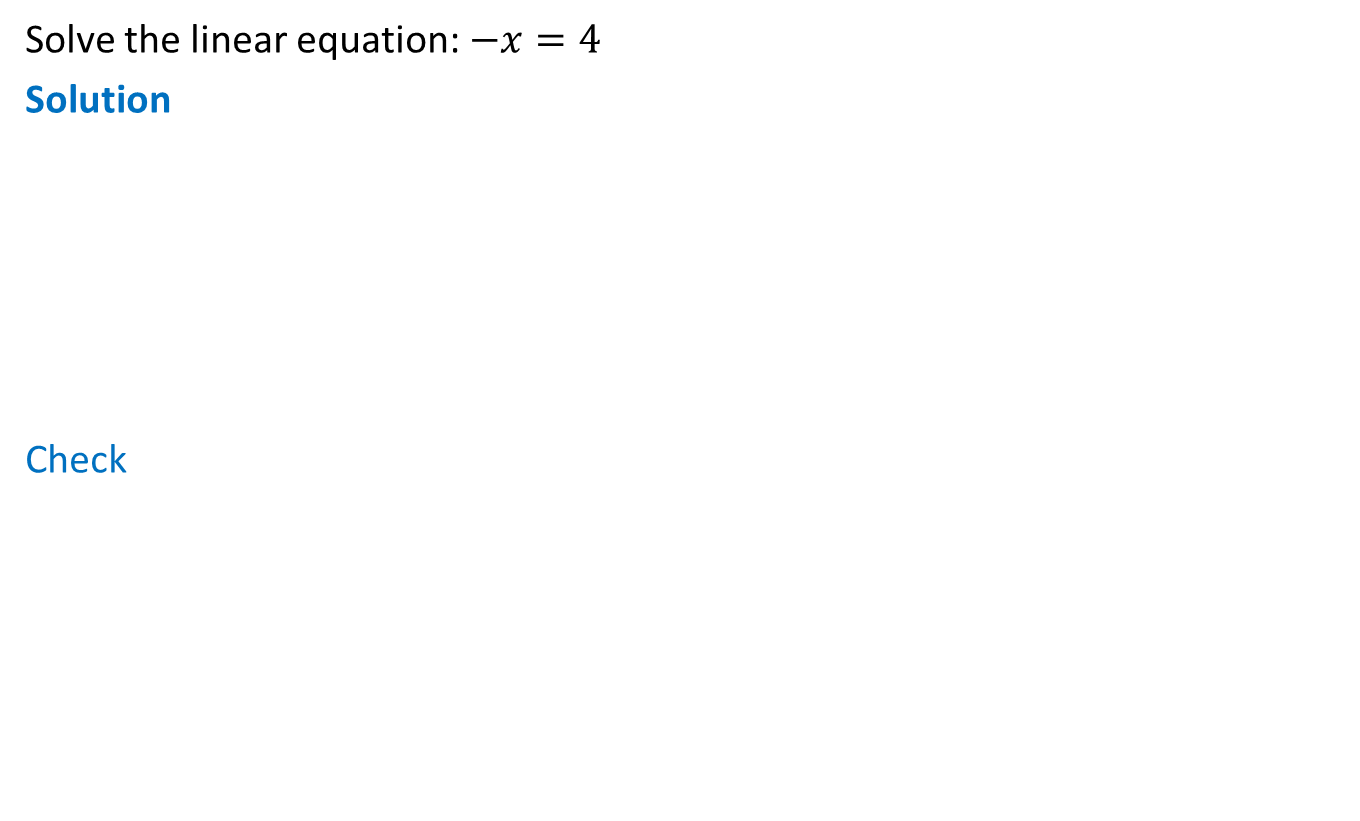 Solve the linear equation: −x = 4
Solution
Check